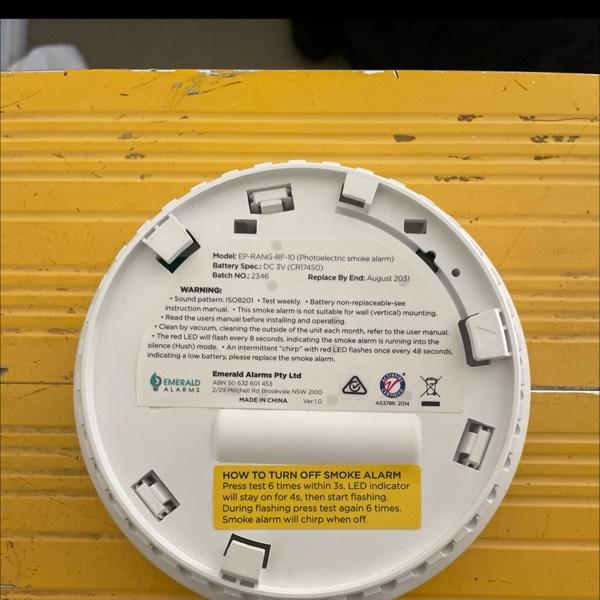 Model: EP-RANG-RF-10 (Photoelectric smoke alarm)
Battery Spec.: DC 3V (CR17450)
Batch NO.: 2346 Replace By End: August 2031
WARNING:
• Sound pattern: ISO8201 • Test weekly. • Battery non-replaceable-see
instruction manual. • This smoke alarm is not suitable for wall (vertical) mounting.
• Read the users manual before installing and operating.
• Clean by vacuum, cleaning the outside of the unit each month, refer to the user manual.
• The red LED will flash every 8 seconds, indicating the smoke alarm is running into the
silence (Hush) mode. • An intermittent "chirp" with red LED flashes once every 48 seconds,
indicating a low battery, please replace the smoke alarm.
EMERALD
ALARMS
Emerald Alarms Pty Ltd
ABN 50 632 601 453
2/29 Mitchell Rd Brookvale NSW 2100
MADE IN CHINA Ver:1.0
AS3786: 2014
HOW TO TURN OFF SMOKE ALARM
Press test 6 times within 3s. LED indicator
will stay on for 4s, then start flashing.
During flashing press test again 6 times.
Smoke alarm will chirp when off.